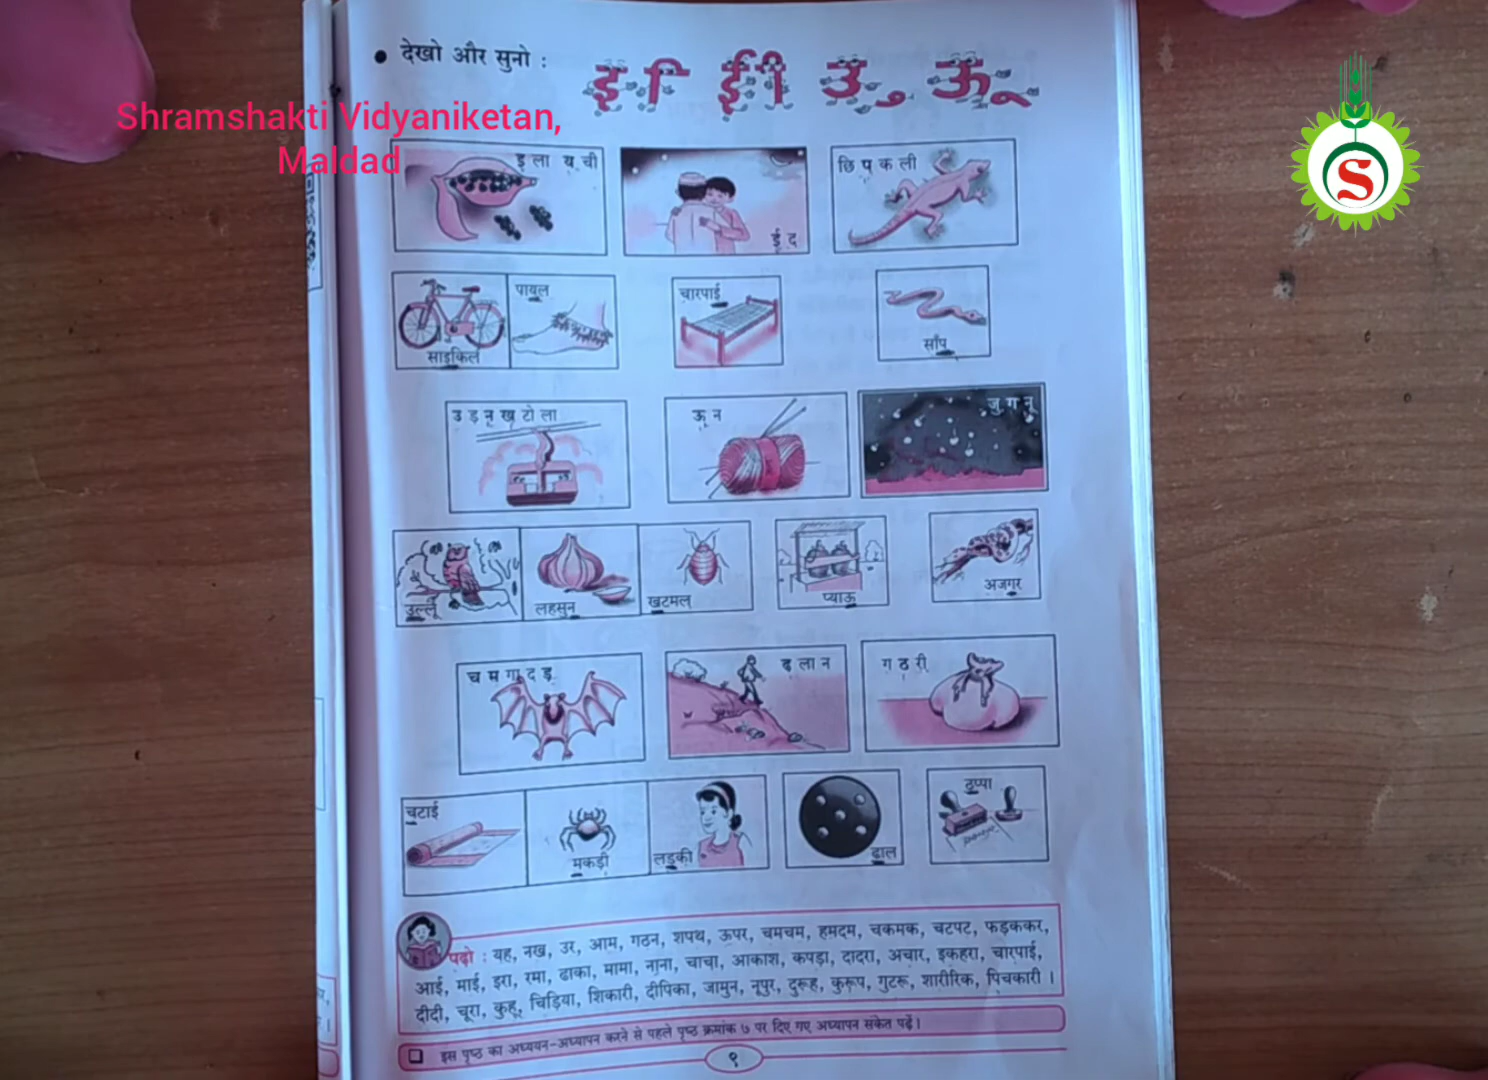 ● देखो और सुनो :
इ ि ई ी उ ु ऊ ू
Shramshakti Vidyaniketan,
Maldad
S
इ ला य ची
ई द
छि प क ली
साइकिल
पायल
चारपाई
साँप
उ ड़ न ख टो ला
ऊ न
जु ग नू
उल्लू
लहसुन
खटमल
प्याऊ
अजगर
च म गा द ड़
ढ ला न
ग ठ री
चटाई
मकड़ी
लड़की
ढाल
ठप्पा
पढ़ो : यह, नख, उर, आम, गठन, शपथ, ऊपर, चमचम, हमदम, चकमक, चटपट, फड़ककर,
आई, माई, इरा, रमा, ढाका, मामा, नाना, चाचा, आकाश, कपड़ा, दादरा, अचार, इकहरा, चारपाई,
दीदी, चूरा, कुहू, चिड़िया, शिकारी, दीपिका, जामुन, नूपुर, दुरूह, कुरूप, गुटरू, शारीरिक, पिचकारी ।
❑ इस पृष्ठ का अध्ययन-अध्यापन करने से पहले पृष्ठ क्रमांक ७ पर दिए गए अध्यापन संकेत पढ़ें।
९